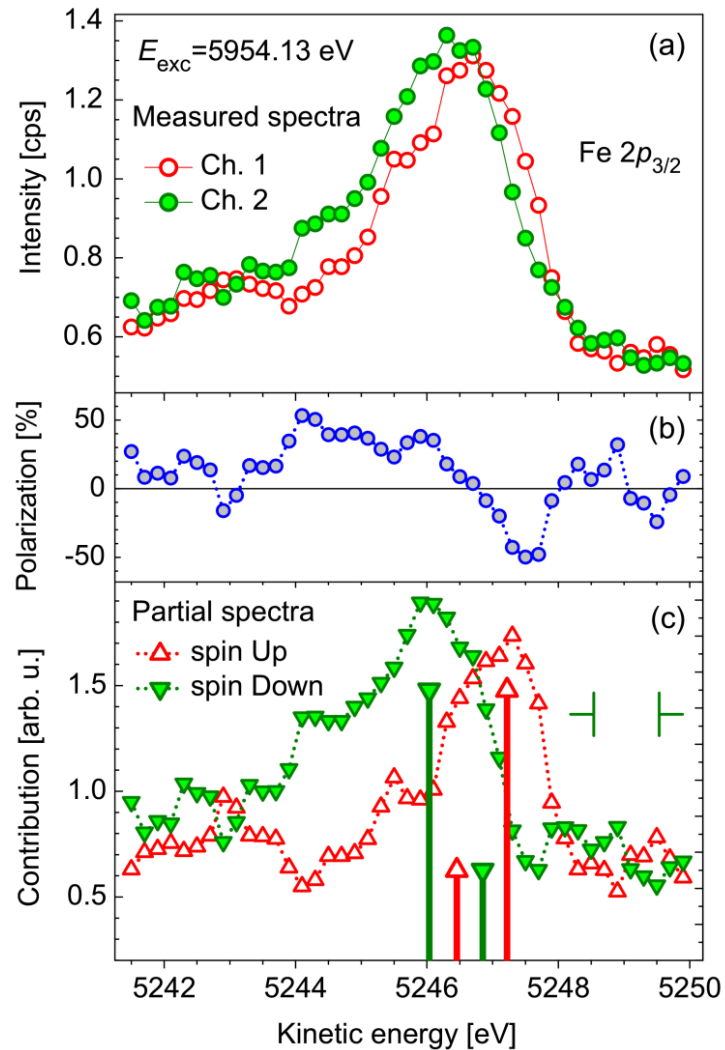 1.4
(a)
E_exc=5954.13 eV
1.2
Measured spectra
Ch. 1
Ch. 2
Fe 2p_3/2
1.0
0.8
0.6
Intensity [cps]
50
(b)
0
-50
Polarization [%]
Partial spectra
(c)
spin Up
spin Down
1.5
1.0
0.5
Contribution [arb. u.]
5242
5244
5246
5248
5250
Kinetic energy [eV]